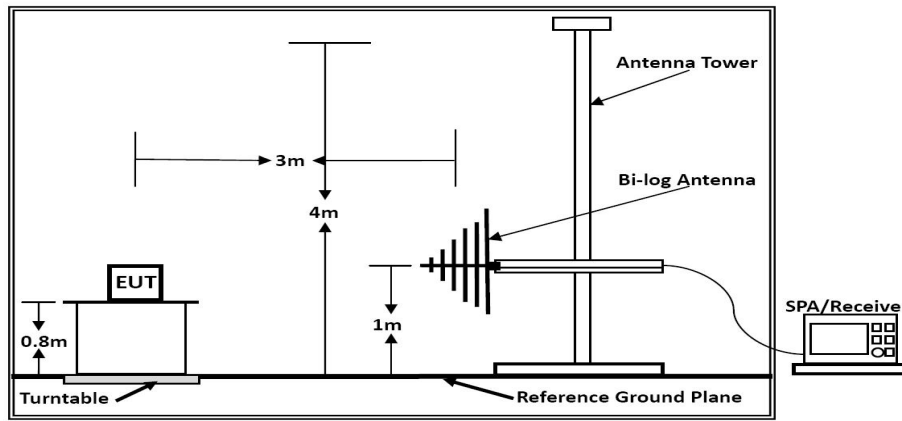 Antenna Tower
3m
Bi-log Antenna
4m
EUT
SPA/Receive
0.8m
1m
Turntable
Reference Ground Plane